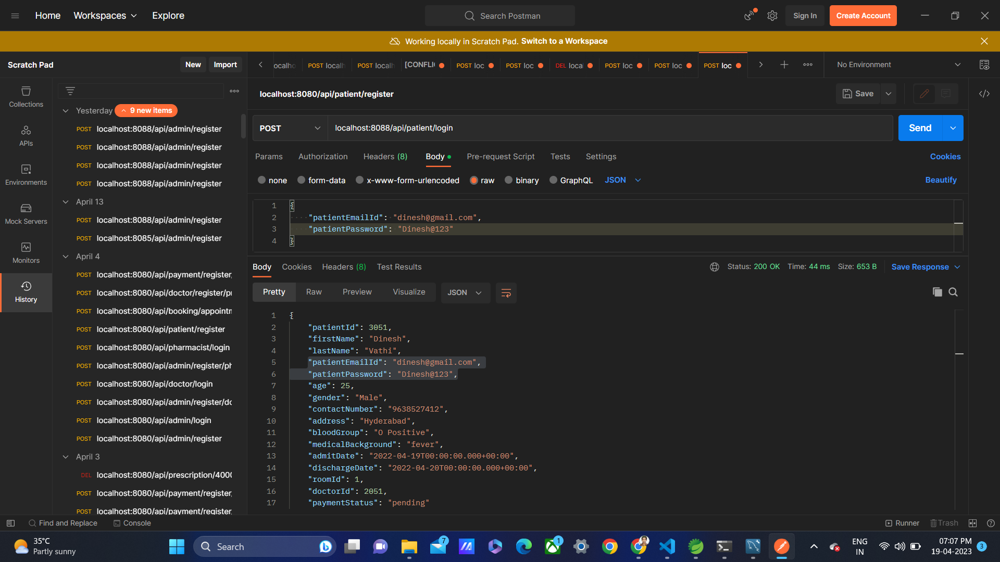 Home Workspaces Explore Search Postman Sign In Create Account
Working locally in Scratch Pad. Switch to a Workspace
Scratch Pad New Import
POST localh POST localh [CONFLIC POST loc POST loc DEL local POST loc POST loc POST loc No Environment
Collections
APIs
Environments
Mock Servers
Monitors
History
Yesterday 9 new items
POST localhost:8088/api/admin/register
POST localhost:8088/api/admin/register
POST localhost:8088/api/admin/register
POST localhost:8088/api/admin/register
April 13
POST localhost:8088/api/admin/register
POST localhost:8085/api/admin/register
April 4
POST localhost:8080/api/payment/register,
POST localhost:8080/api/doctor/register/pr
POST localhost:8080/api/booking/appointm
POST localhost:8080/api/patient/register
POST localhost:8080/api/pharmacist/login
POST localhost:8080/api/admin/register/ph
POST localhost:8080/api/doctor/login
POST localhost:8080/api/admin/register/do
POST localhost:8080/api/admin/login
POST localhost:8080/api/admin/register
April 3
DEL localhost:8080/api/prescription/4000
POST localhost:8080/api/payment/register,
POST localhost:8080/api/payment/register,
localhost:8080/api/patient/register Save
POST localhost:8088/api/patient/login Send
Params Authorization Headers (8) Body Pre-request Script Tests Settings Cookies
none form-data x-www-form-urlencoded raw binary GraphQL JSON Beautify
1 {
2 "patientEmailId": "dinesh@gmail.com",
3 "patientPassword": "Dinesh@123"
4 }
Body Cookies Headers (8) Test Results Status: 200 OK Time: 44 ms Size: 653 B Save Response
Pretty Raw Preview Visualize JSON
1 {
2 "patientId": 3051,
3 "firstName": "Dinesh",
4 "lastName": "Vathi",
5 "patientEmailId": "dinesh@gmail.com",
6 "patientPassword": "Dinesh@123",
7 "age": 25,
8 "gender": "Male",
9 "contactNumber": "9638527412",
10 "address": "Hyderabad",
11 "bloodGroup": "O Positive",
12 "medicalBackground": "fever",
13 "admitDate": "2022-04-19T00:00:00.000+00:00",
14 "dischargeDate": "2022-04-20T00:00:00.000+00:00",
15 "roomId": 1,
16 "doctorId": 2051,
17 "paymentStatus": "pending"
Find and Replace Console Runner Trash
35°C
Partly sunny
Search
7
1
ENG
IN
07:07 PM
19-04-2023
3